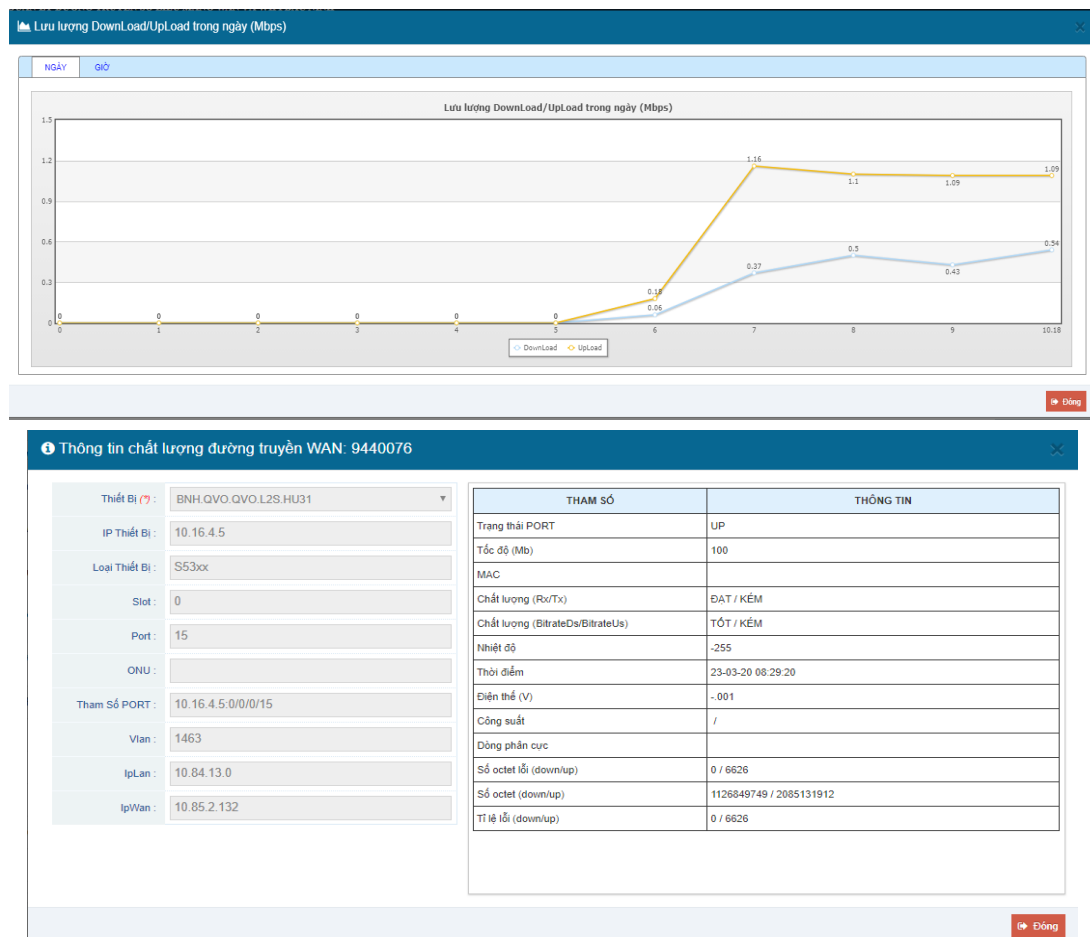 Lưu lượng DownLoad/UpLoad trong ngày (Mbps)
NGÀY GIỜ
Lưu lượng DownLoad/UpLoad trong ngày (Mbps)
1.5
1.2
0.9
0.6
0.3
0
0 0 0 0 0 0 0.18 1.16 1.1 1.09 1.09
0.06 0.37 0.5 0.43 0.54
0 1 2 3 4 5 6 7 8 9 10.18
DownLoad UpLoad
Đóng
Thông tin chất lượng đường truyền WAN: 9440076
Thiết Bị (*) : BNH.QVO.QVO.L2S.HU31
IP Thiết Bị : 10.16.4.5
Loại Thiết Bị : S53xx
Slot : 0
Port : 15
ONU :
Tham Số PORT : 10.16.4.5:0/0/0/15
Vlan : 1463
IpLan : 10.84.13.0
IpWan : 10.85.2.132
THAM SỐ THÔNG TIN
Trạng thái PORT UP
Tốc độ (Mb) 100
MAC
Chất lượng (Rx/Tx) ĐẠT / KÉM
Chất lượng (BitrateDs/BitrateUs) TỐT / KÉM
Nhiệt độ -255
Thời điểm 23-03-20 08:29:20
Điện thế (V) -.001
Công suất /
Dòng phân cực
Số octet lỗi (down/up) 0 / 6626
Số octet (down/up) 1126849749 / 2085131912
Tỉ lệ lỗi (down/up) 0 / 6626
Đóng